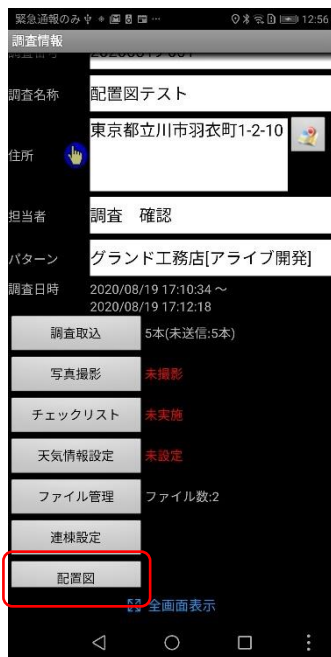 緊急通報のみ 12:56
調査情報
調査名称 配置図テスト
住所 東京都立川市羽衣町1-2-10
担当者 調査 確認
パターン グランド工務店[アライブ開発]
調査日時 2020/08/19 17:10:34 ～
2020/08/19 17:12:18
調査取込 5本(未送信:5本)
写真撮影 未撮影
チェックリスト 未実施
天気情報設定 未設定
ファイル管理 ファイル数:2
連棟設定
配置図
全画面表示